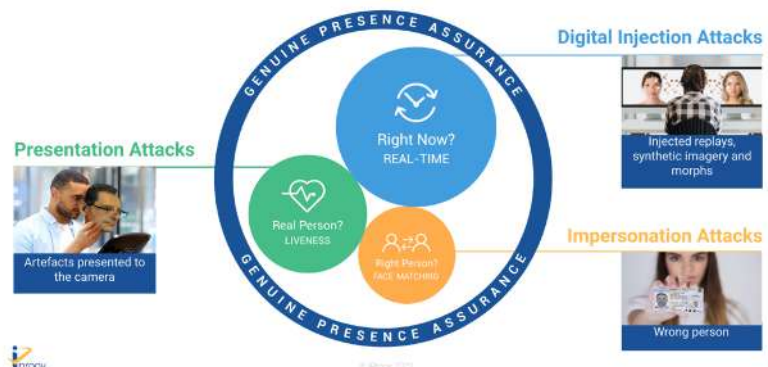 GENUINE PRESENCE ASSURANCE
Digital Injection Attacks
Right Now?
REAL-TIME
Injected replays,
synthetic imagery and
morphs
Presentation Attacks
Real Person?
LIVENESS
Artefacts presented to
the camera
Right Person?
FACE MATCHING
Impersonation Attacks
Wrong person
GENUINE PRESENCE ASSURANCE